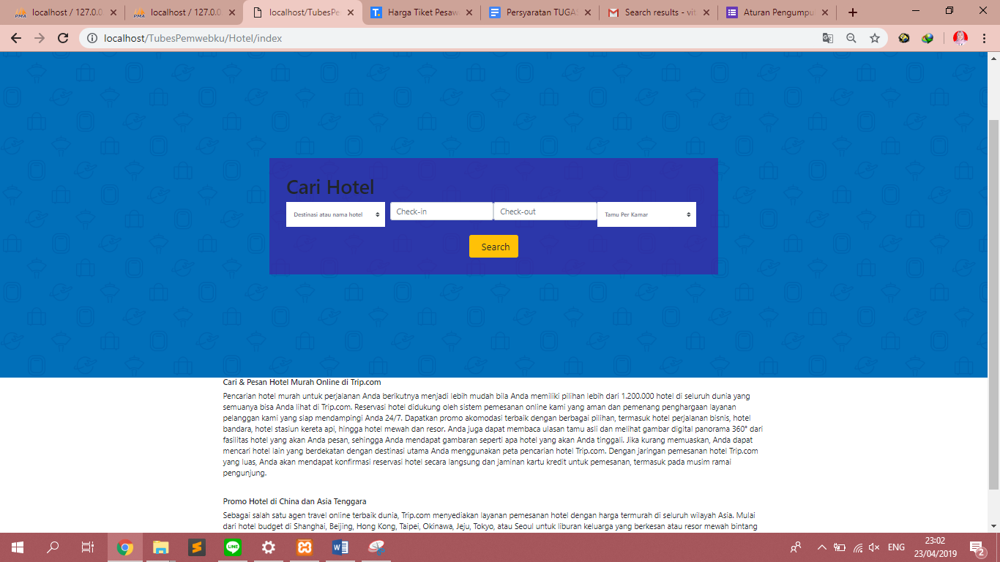 localhost / 127.0.0
localhost / 127.0.0
localhost/TubesPe
Harga Tiket Pesaw
Persyaratan TUGA
Search results - vit
Aturan Pengumpu
localhost/TubesPemwebku/Hotel/index
Cari Hotel
Destinasi atau nama hotel
Check-in
Check-out
Tamu Per Kamar
Search
Cari & Pesan Hotel Murah Online di Trip.com
Pencarian hotel murah untuk perjalanan Anda berikutnya menjadi lebih mudah bila Anda memiliki pilihan lebih dari 1.200.000 hotel di seluruh dunia yang
semuanya bisa Anda lihat di Trip.com. Reservasi hotel didukung oleh sistem pemesanan online kami yang aman dan pemenang penghargaan layanan
pelanggan kami yang siap mendampingi Anda 24/7. Dapatkan promo akomodasi terbaik dengan berbagai pilihan, termasuk hotel perjalanan bisnis, hotel
bandara, hotel stasiun kereta api, hingga hotel mewah dan resor. Anda juga dapat membaca ulasan tamu asli dan melihat gambar digital panorama 360° dari
fasilitas hotel yang akan Anda pesan, sehingga Anda mendapat gambaran seperti apa hotel yang akan Anda tinggali. Jika kurang memuaskan, Anda dapat
mencari hotel lain yang berdekatan dengan destinasi utama Anda menggunakan peta pencarian hotel Trip.com. Dengan jaringan pemesanan hotel Trip.com
yang luas, Anda akan mendapat konfirmasi reservasi hotel secara langsung dan jaminan kartu kredit untuk pemesanan, termasuk pada musim ramai
pengunjung.
Promo Hotel di China dan Asia Tenggara
Sebagai salah satu agen travel online terbaik dunia, Trip.com menyediakan layanan pemesanan hotel dengan harga termurah di seluruh wilayah Asia. Mulai
dari hotel budget di Shanghai, Beijing, Hong Kong, Taipei, Okinawa, Jeju, Tokyo, atau Seoul untuk liburan keluarga yang berkesan atau resor mewah bintang
ENG
23:02
23/04/2019
2